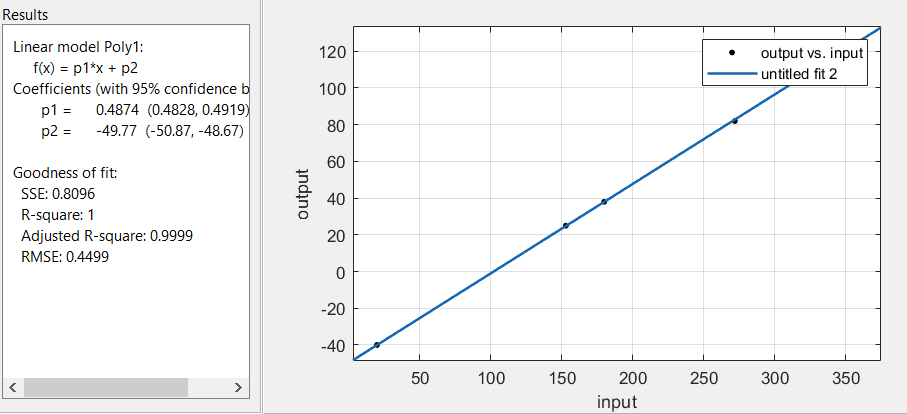 Results
Linear model Poly1:
f(x) = p1*x + p2
Coefficients (with 95% confidence b
p1 = 0.4874 (0.4828, 0.4919)
p2 = -49.77 (-50.87, -48.67)
Goodness of fit:
SSE: 0.8096
R-square: 1
Adjusted R-square: 0.9999
RMSE: 0.4499
output vs. input
untitled fit 2
120
100
80
60
40
20
0
-20
-40
output
50 100 150 200 250 300 350
input